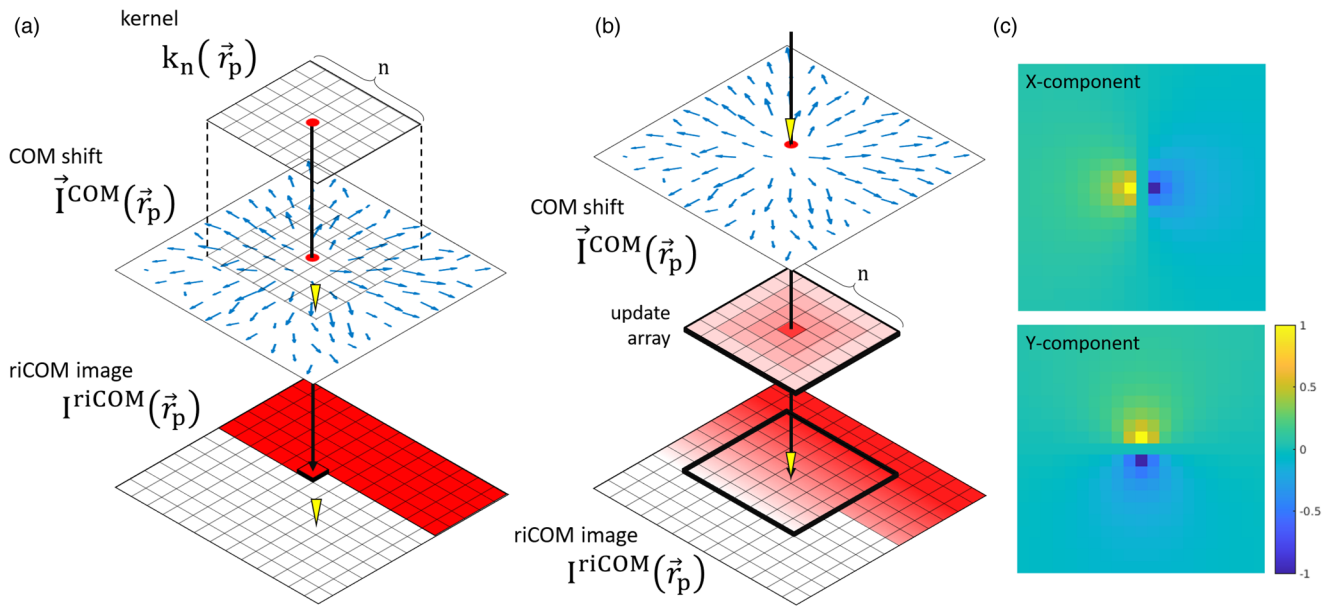 (a)
kernel
kₙ(r⃗ₚ)
n
COM shift
I⃗ᶜᴼᴹ(r⃗ₚ)
riCOM image
Iʳⁱᶜᴼᴹ(r⃗ₚ)
(b)
COM shift
I⃗ᶜᴼᴹ(r⃗ₚ)
n
update
array
riCOM image
Iʳⁱᶜᴼᴹ(r⃗ₚ)
(c)
X-component
Y-component
1
0.5
0
-0.5
-1